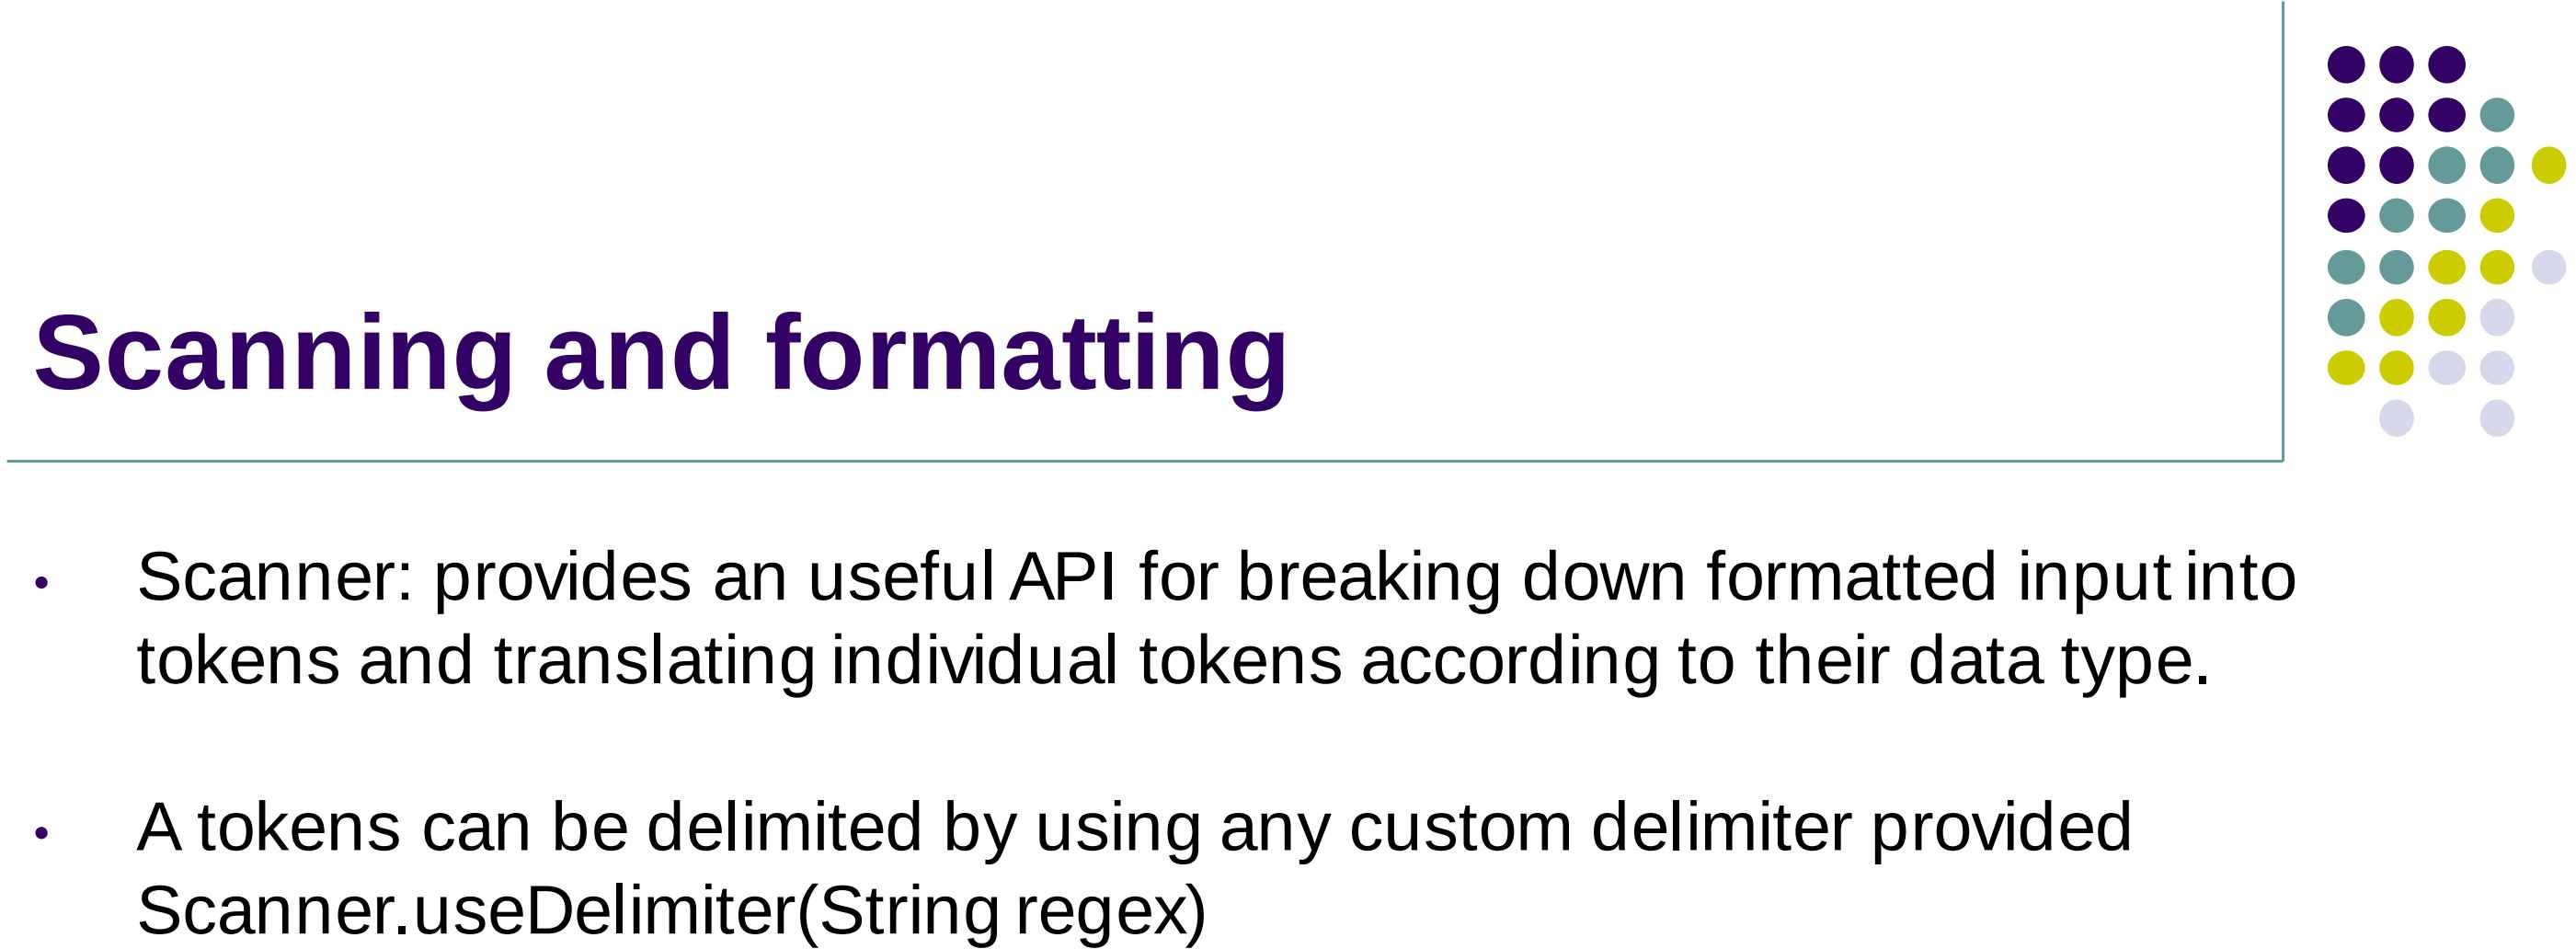 Scanning and formatting
• Scanner: provides an useful API for breaking down formatted input into
tokens and translating individual tokens according to their data type.
• A tokens can be delimited by using any custom delimiter provided
Scanner.useDelimiter(String regex)